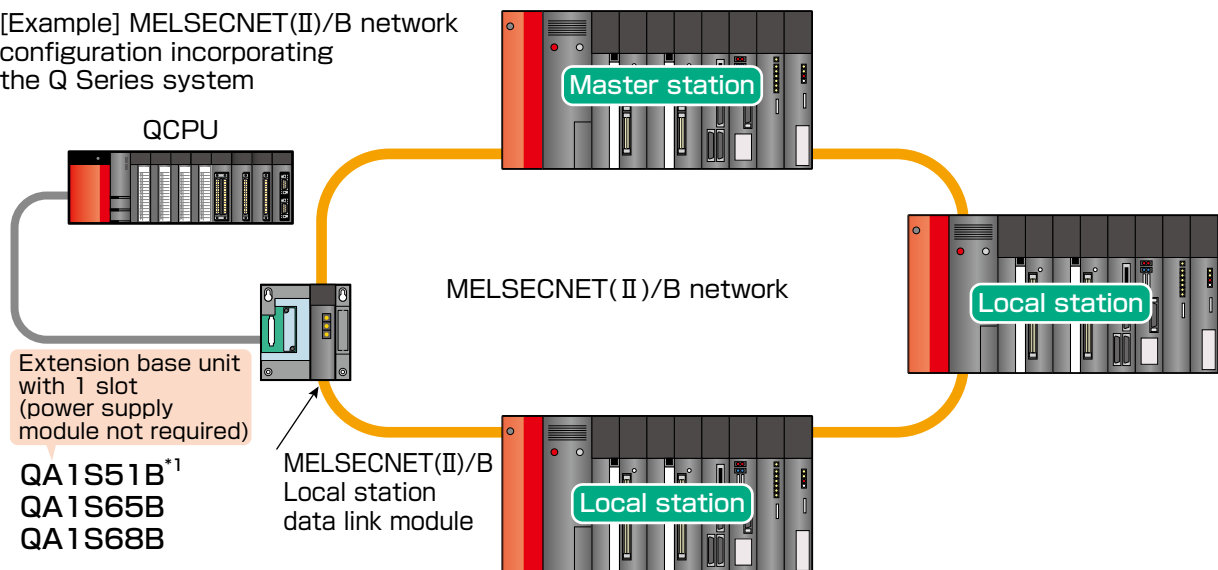 [Example] MELSECNET(Ⅱ)/B network
configuration incorporating
the Q Series system
QCPU
Master station
MELSECNET(Ⅱ)/B network
Local station
Extension base unit
with 1 slot
(power supply
module not required)
QA1S51B*1
QA1S65B
QA1S68B
MELSECNET(Ⅱ)/B
Local station
data link module
Local station